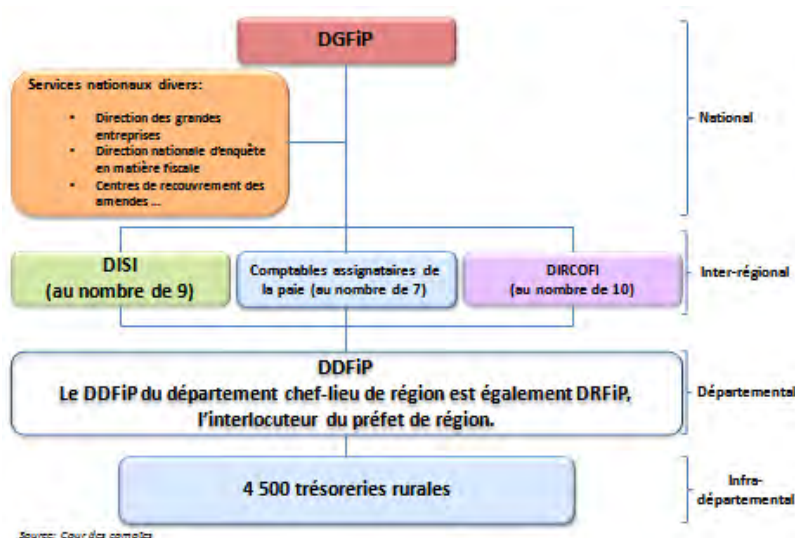 DGFiP
Services nationaux divers:
• Direction des grandes
entreprises
• Direction nationale d'enquête
en matière fiscale
• Centres de recouvrement des
amendes ...
National
DISI
(au nombre de 9)
Comptables assignataires de
la paie (au nombre de 7)
DIRCOFI
(au nombre de 10)
Inter-régional
DDFiP
Le DDFiP du département chef-lieu de région est également DRFiP,
l'interlocuteur du préfet de région.
Départemental
4 500 trésoreries rurales
Infra-
départemental
Source: Cour des comptes